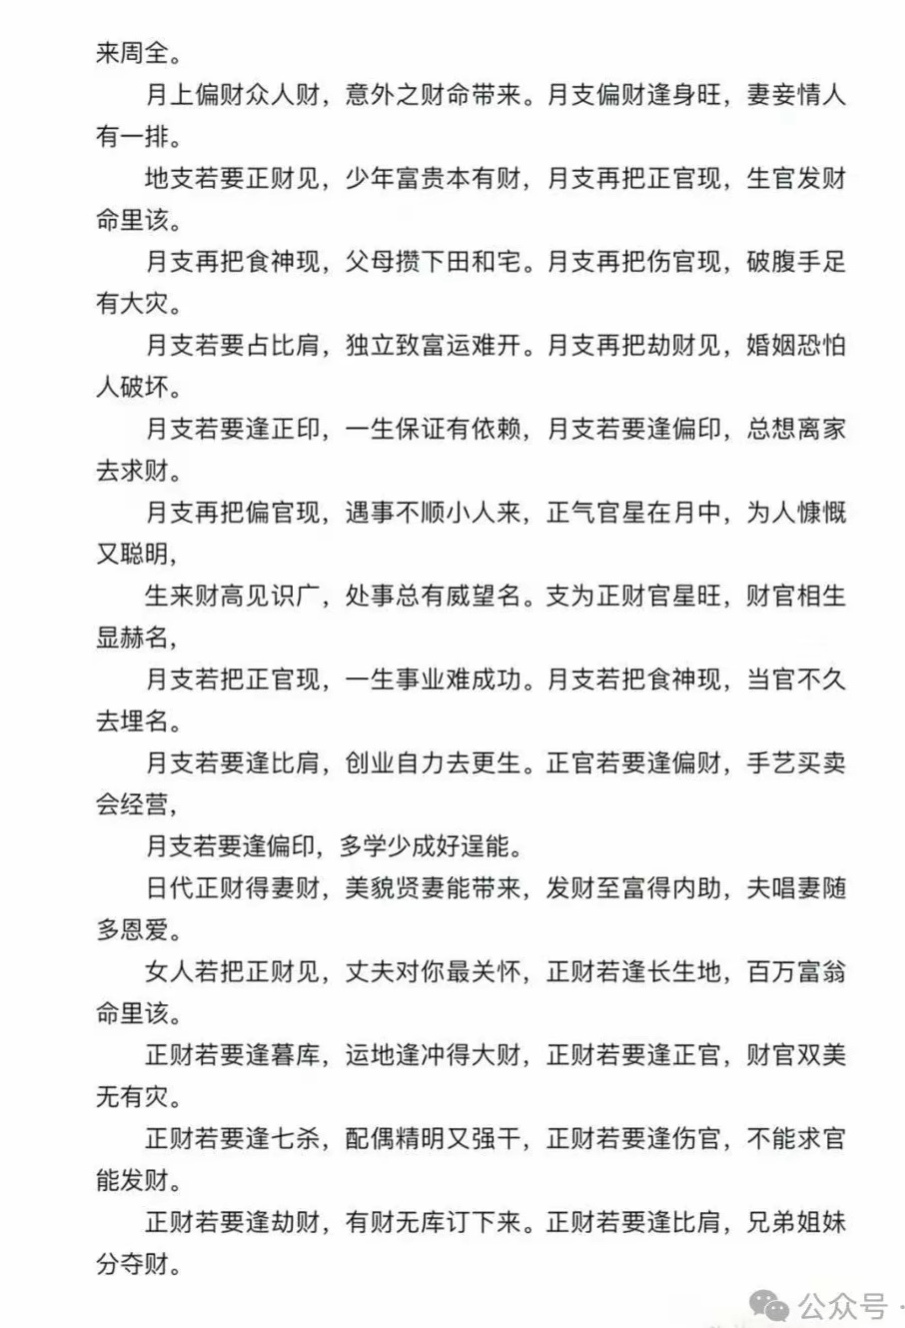 来周全。
月上偏财众人财，意外之财命带来。月支偏财逢身旺，妻妾情人
有一排。
地支若要正财见，少年富贵本有财，月支再把正官现，生官发财
命里该。
月支再把食神现，父母攒下田和宅。月支再把伤官现，破腹手足
有大灾。
月支若要占比肩，独立致富运难开。月支再把劫财见，婚姻恐怕
人破坏。
月支若要逢正印，一生保证有依赖，月支若要逢偏印，总想离家
去求财。
月支再把偏官现，遇事不顺小人来，正气官星在月中，为人慷慨
又聪明，
生来财高见识广，处事总有威望名。支为正财官星旺，财官相生
显赫名，
月支若把正官现，一生事业难成功。月支若把食神现，当官不久
去埋名。
月支若要逢比肩，创业自力去更生。正官若要逢偏财，手艺买卖
会经营，
月支若要逢偏印，多学少成好逞能。
日代正财得妻财，美貌贤妻能带来，发财至富得内助，夫唱妻随
多恩爱。
女人若把正财见，丈夫对你最关怀，正财若逢长生地，百万富翁
命里该。
正财若要逢暮库，运地逢冲得大财，正财若要逢正官，财官双美
无有灾。
正财若要逢七杀，配偶精明又强干，正财若要逢伤官，不能求官
能发财。
正财若要逢劫财，有财无库订下来。正财若要逢比肩，兄弟姐妹
分夺财。
公众号·